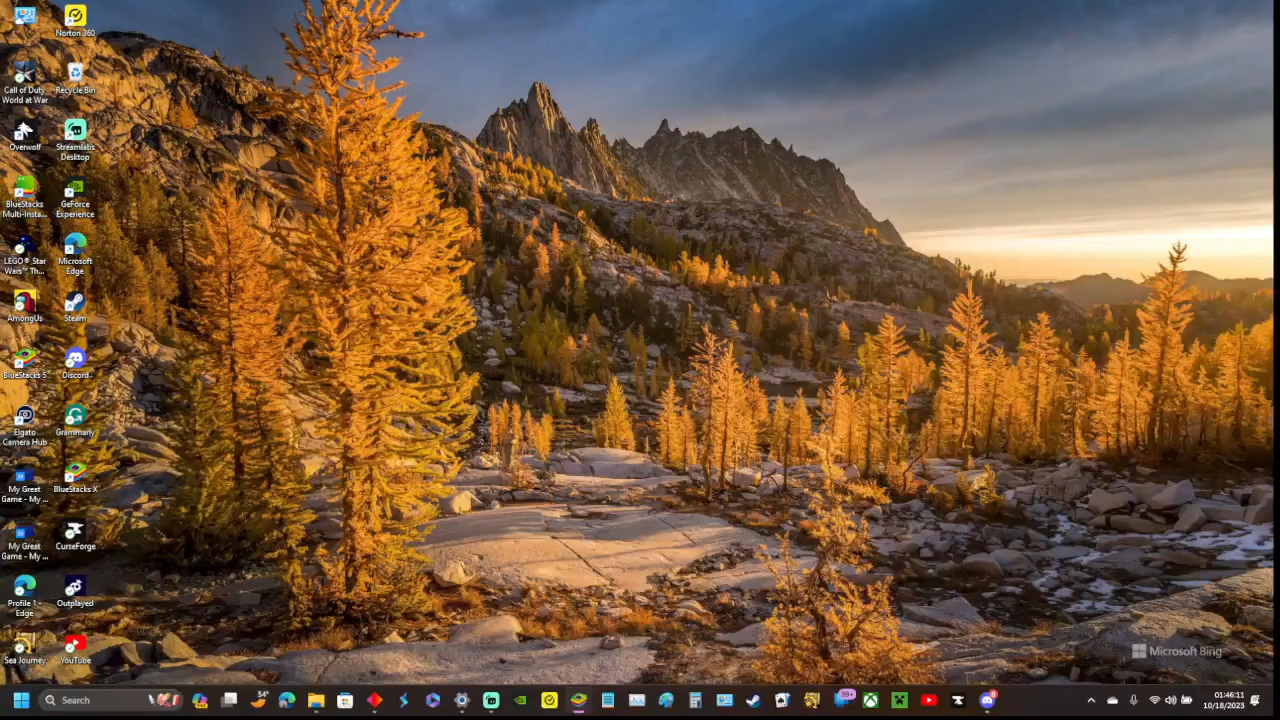 Norton 360
Call of Duty
World at War
Recycle Bin
Overwolf
Streamlabs
Desktop
BlueStacks
Multi-Insta...
GeForce
Experience
LEGO® Star
Wars™ Th...
Microsoft
Edge
AmongUs
Steam
BlueStacks 5
Discord
Elgato
Camera Hub
Grammarly
My Great
Game - My ...
BlueStacks X
My Great
Game - My ...
CurseForge
Profile 1 -
Edge
Outplayed
Sea Journey
YouTube
Microsoft Bing
Search
54°
99+
01:46:11
10/18/2023